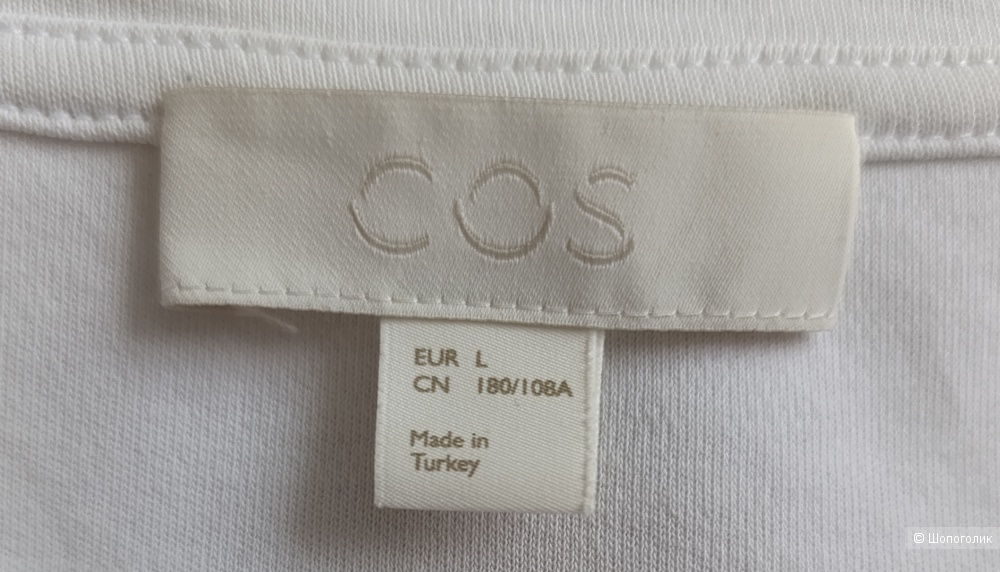 COS
EUR L
CN 180/108A
Made in
Turkey
© Шопоголик